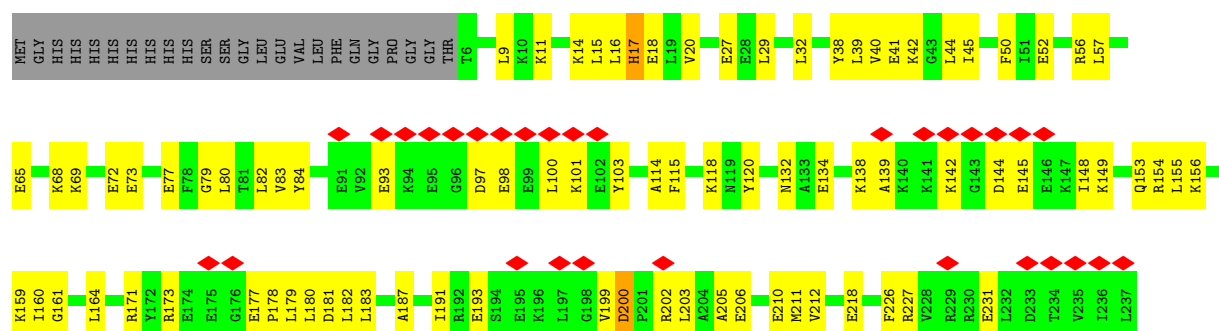 MET GLY HIS HIS HIS HIS HIS HIS HIS HIS HIS HIS SER SER GLY LEU GLU VAL LEU PHE GLN GLY PRO GLY GLY THR T6 L9 K10 K11 K14 L15 L16 H17 E18 L19 V20 E27 E28 L29 L32 Y38 L39 V40 E41 K42 G43 L44 I45 F50 I51 E52 R56 L57
E65 K68 K69 E72 E73 E77 F78 G79 L80 T81 L82 V83 Y84 E91 V92 E93 K94 E95 G96 D97 E98 E99 L100 K101 E102 Y103 A114 F115 K118 N119 Y120 N132 A133 E134 K138 A139 K140 K141 K142 G143 D144 E145 E146 K147 I148 K149 Q153 R154 L155 K156
K159 I160 G161 L164 R171 Y172 R173 E174 E175 G176 E177 P178 L179 L180 D181 L182 L183 A187 I191 R192 E193 S194 E195 K196 L197 G198 V199 D200 P201 R202 L203 A204 A205 E206 E210 M211 V212 E218 F226 R227 V228 R229 R230 E231 L232 D233 T234 V235 L236 L237